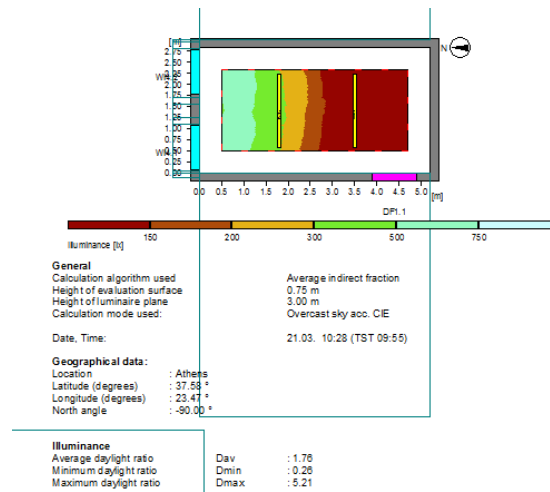 [m]
2.75
2.50
2.25
2.00
1.75
1.50
1.25
1.00
0.75
0.50
0.25
0.00
N
0.0 0.5 1.0 1.5 2.0 2.5 3.0 3.5 4.0 4.5 5.0 [m]
DF1.1
Illuminance [lx] 150 200 300 500 750
General
Calculation algorithm used Average indirect fraction
Height of evaluation surface 0.75 m
Height of luminaire plane 3.00 m
Calculation mode used: Overcast sky acc. CIE
Date, Time: 21.03. 10:28 (TST 09:55)
Geographical data:
Location : Athens
Latitude (degrees) : 37.58 °
Longitude (degrees) : 23.47 °
North angle : -90.00 °
Illuminance
Average daylight ratio Dav : 1.76
Minimum daylight ratio Dmin : 0.26
Maximum daylight ratio Dmax : 5.21